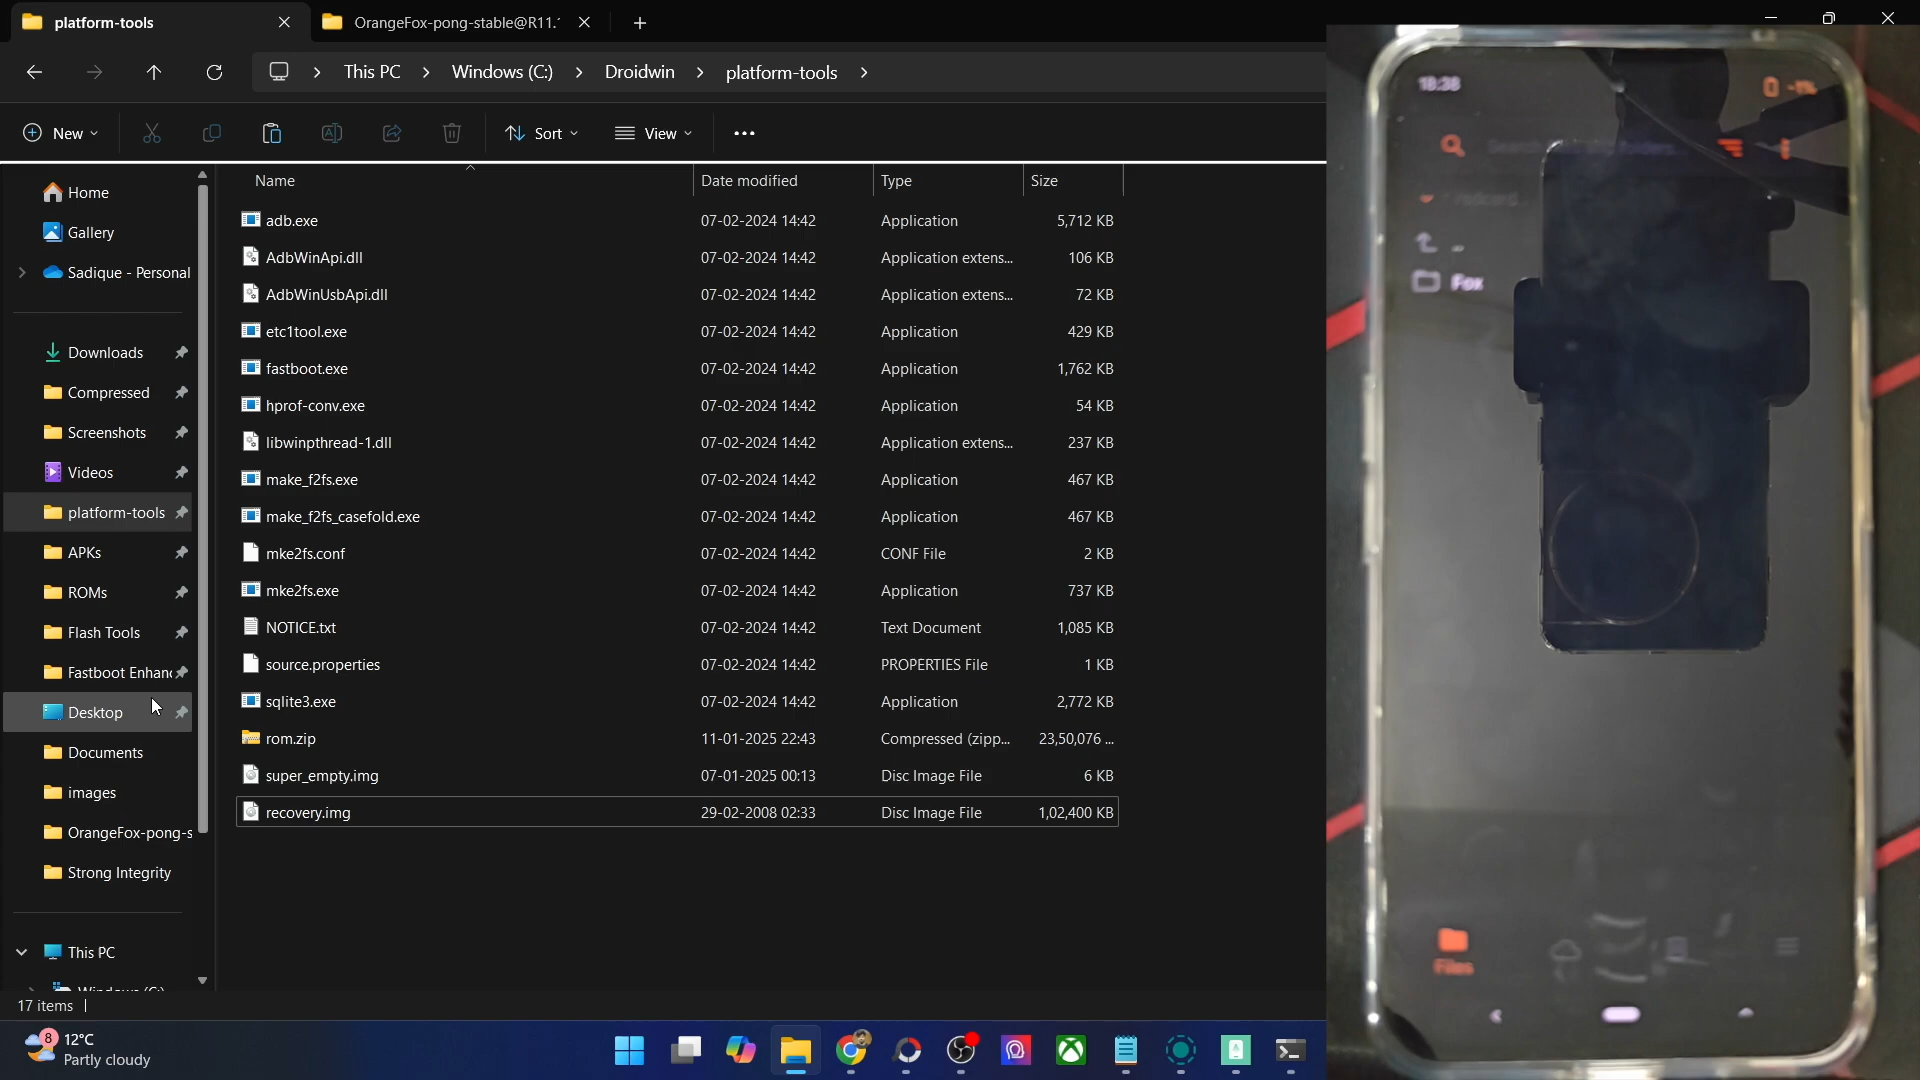 platform-tools
OrangeFox-pong-stable@R11.
This PC
Windows (C:)
Droidwin
platform-tools
New
Sort
View
Name
Date modified
Type
Size
adb.exe 07-02-2024 14:42 Application 5,712 KB
AdbWinApi.dll 07-02-2024 14:42 Application extens... 106 KB
AdbWinUsbApi.dll 07-02-2024 14:42 Application extens... 72 KB
etc1tool.exe 07-02-2024 14:42 Application 429 KB
fastboot.exe 07-02-2024 14:42 Application 1,762 KB
hprof-conv.exe 07-02-2024 14:42 Application 54 KB
libwinpthread-1.dll 07-02-2024 14:42 Application extens... 237 KB
make_f2fs.exe 07-02-2024 14:42 Application 467 KB
make_f2fs_casefold.exe 07-02-2024 14:42 Application 467 KB
mke2fs.conf 07-02-2024 14:42 CONF File 2 KB
mke2fs.exe 07-02-2024 14:42 Application 737 KB
NOTICE.txt 07-02-2024 14:42 Text Document 1,085 KB
source.properties 07-02-2024 14:42 PROPERTIES File 1 KB
sqlite3.exe 07-02-2024 14:42 Application 2,772 KB
rom.zip 11-01-2025 22:43 Compressed (zipp... 23,50,076 ...
super_empty.img 07-01-2025 00:13 Disc Image File 6 KB
recovery.img 29-02-2008 02:33 Disc Image File 1,02,400 KB
Home
Gallery
Sadique - Personal
Downloads
Compressed
Screenshots
Videos
platform-tools
APKs
ROMs
Flash Tools
Fastboot Enhanc
Desktop
Documents
images
OrangeFox-pong-s
Strong Integrity
This PC
Windows (C:)
17 items
8
12°C
Partly cloudy
18:38
Fox
Files